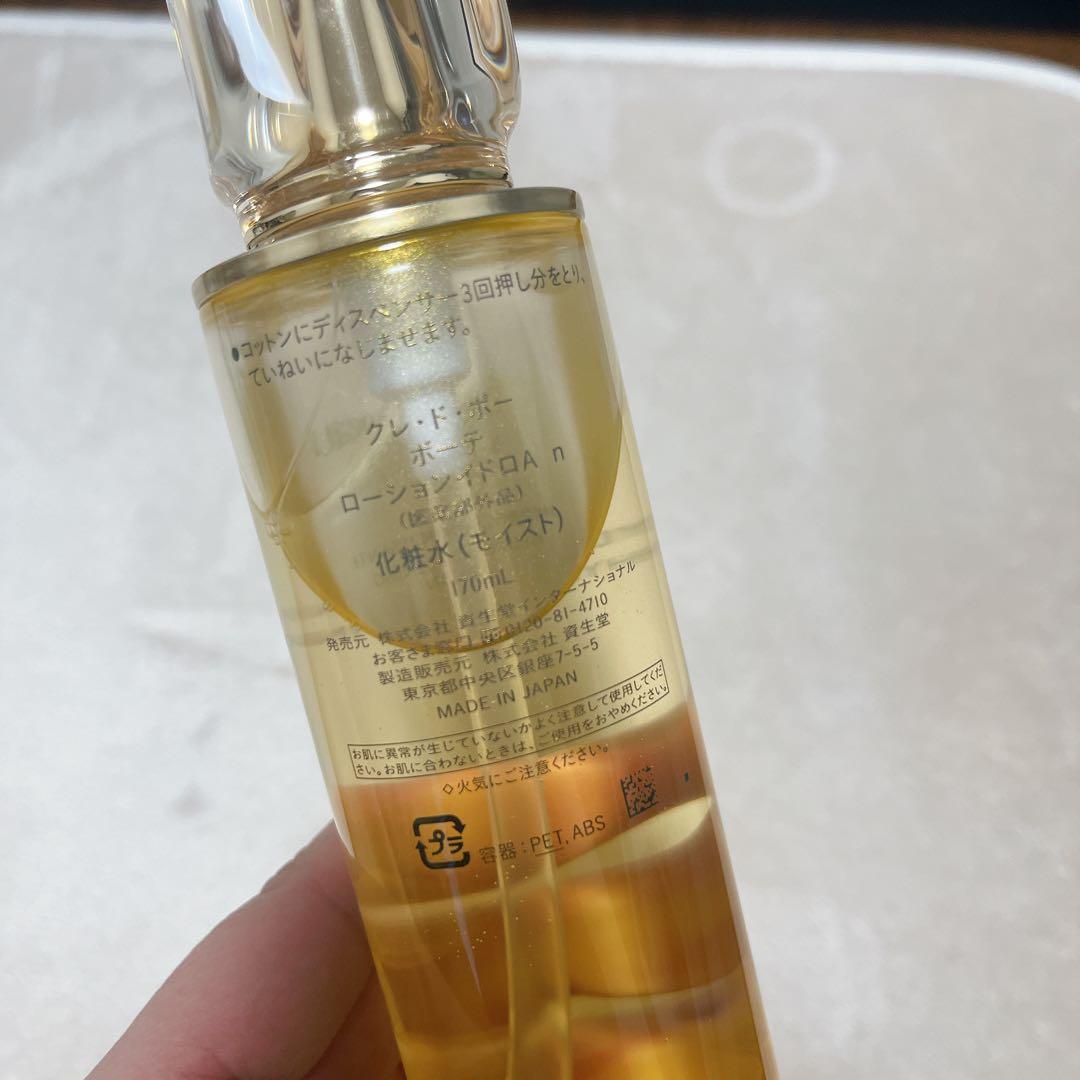 ●コットンにディスペンサー3回押し分をとり、
ていねいになじませます。
クレ・ド・ポー
ボーテ
ローションイドロA n
(医薬部外品)
化粧水(モイスト)
170mL
発売元 株式会社 資生堂インターナショナル
お客さま窓口 0120-81-4710
製造販売元 株式会社 資生堂
東京都中央区銀座7-5-5
MADE IN JAPAN
お肌に異常が生じていないかよく注意して使用してくだ
さい。お肌に合わないときは、ご使用をおやめください。
◇火気にご注意ください。
プラ
容器:PET, ABS